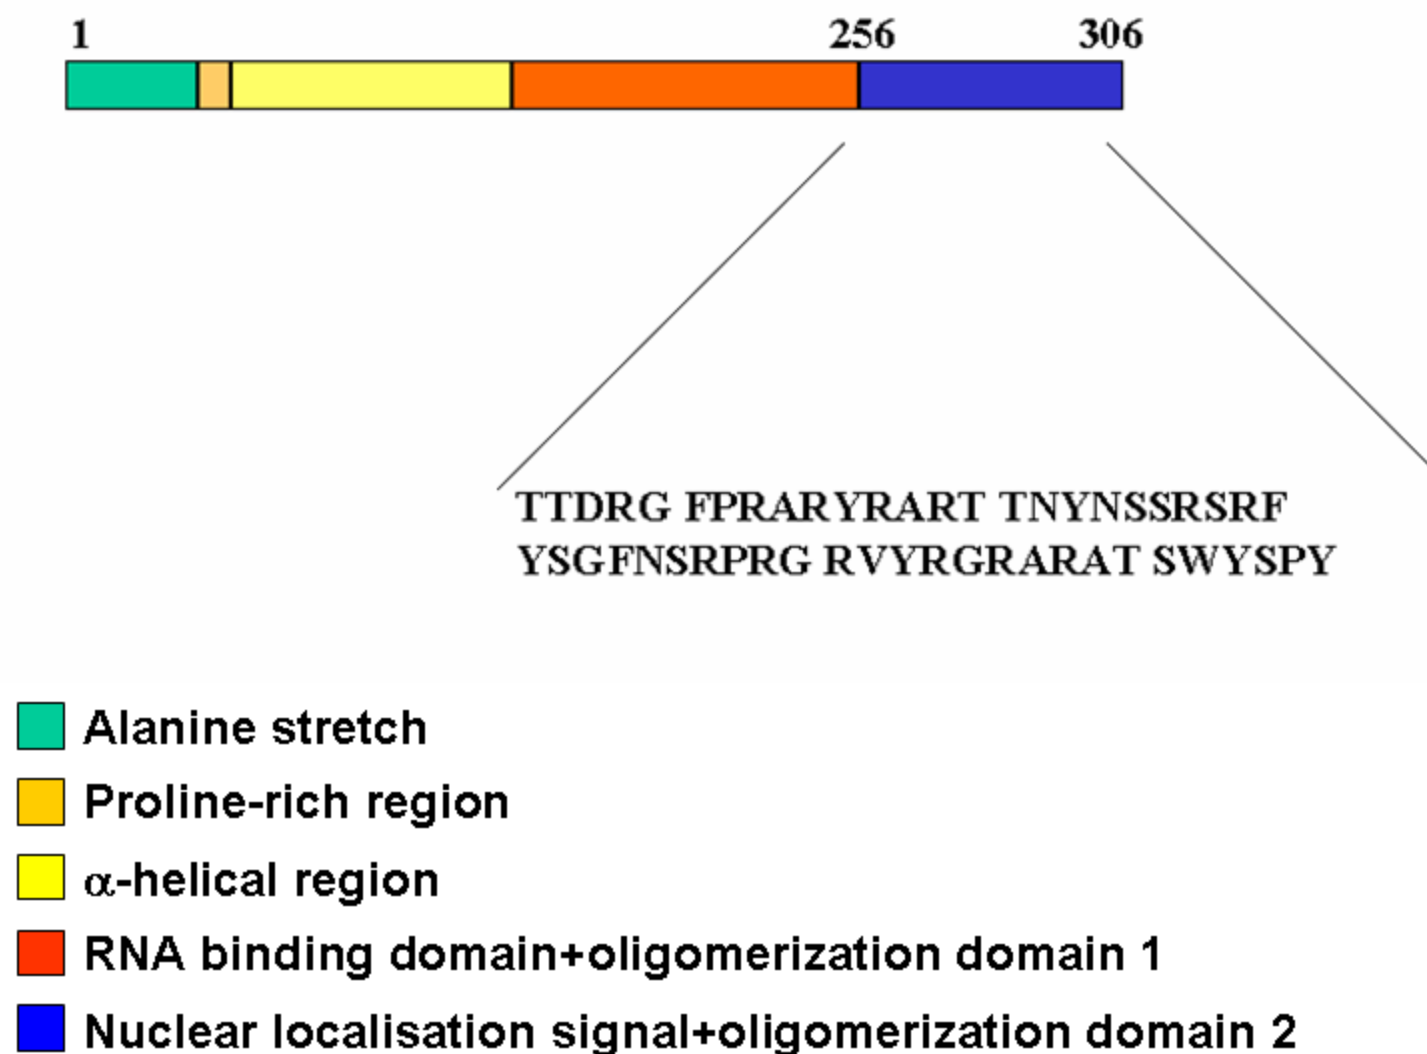 1 256 306
TTDRG FPRARYRART TNYNSSRSRF
YSGFNSRPRG RVYRGRARAT SWYSPY
Alanine stretch
Proline-rich region
α-helical region
RNA binding domain+oligomerization domain 1
Nuclear localisation signal+oligomerization domain 2